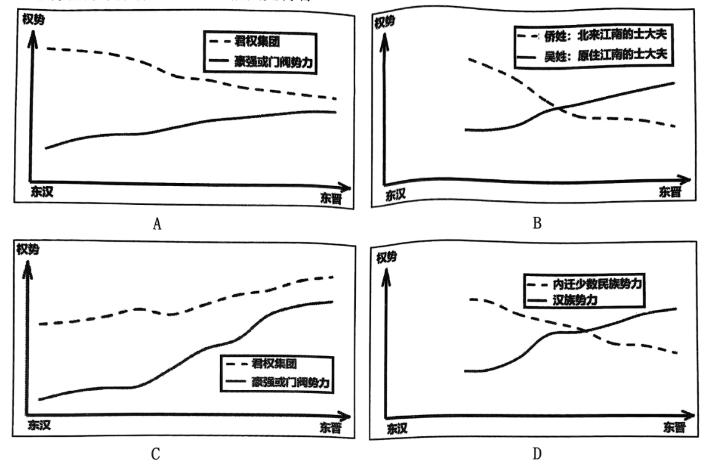 权势
君权集团
豪强或门阀势力
东汉
东晋
A
权势
侨姓：北来江南的士大夫
吴姓：原住江南的士大夫
东汉
东晋
B
权势
君权集团
豪强或门阀势力
东汉
东晋
C
权势
内迁少数民族势力
汉族势力
东汉
东晋
D